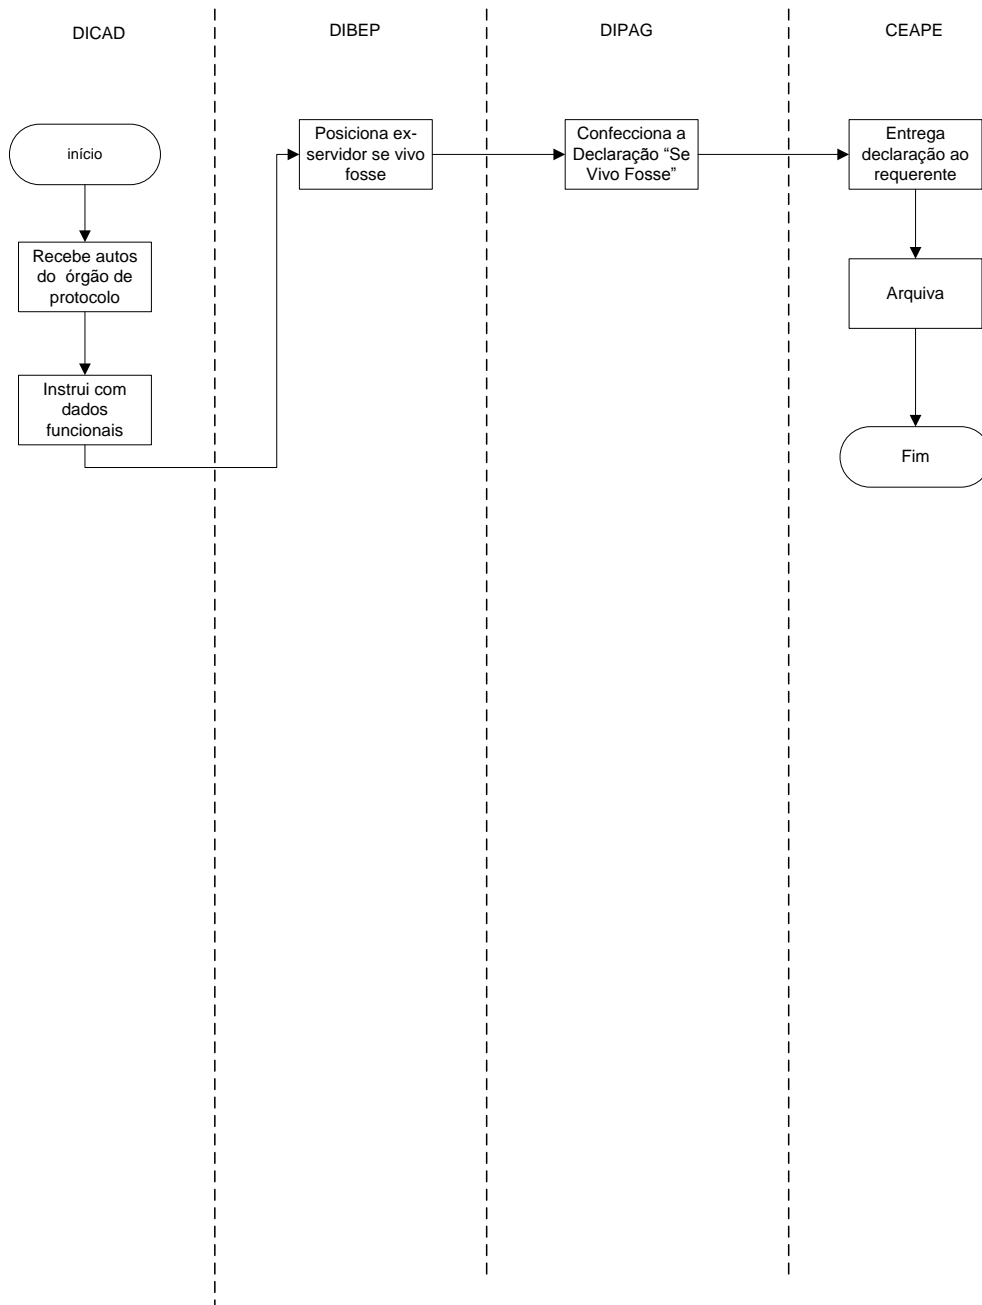 DICAD
DIBEP
DIPAG
CEAPE
início
Recebe autos
do órgão de
protocolo
Instrui com
dados
funcionais
Posiciona ex-
servidor se vivo
fosse
Confecciona a
Declaração “Se
Vivo Fosse”
Entrega
declaração ao
requerente
Arquiva
Fim